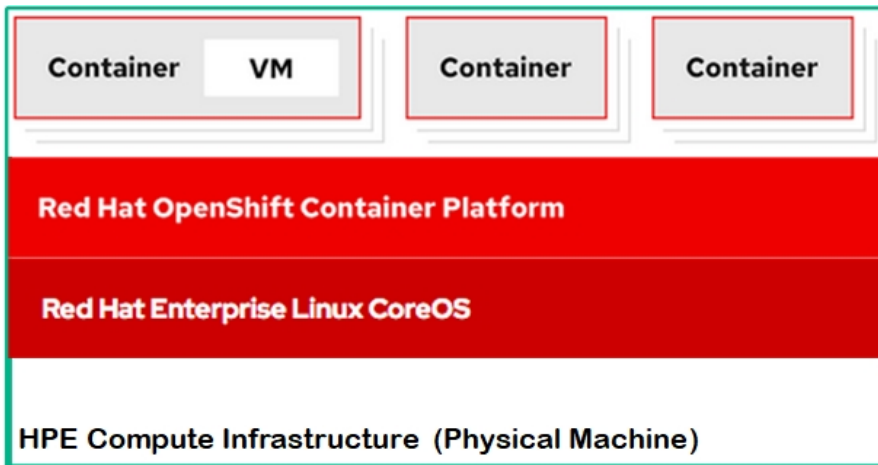 Container VM Container Container
Red Hat OpenShift Container Platform
Red Hat Enterprise Linux CoreOS
HPE Compute Infrastructure (Physical Machine)